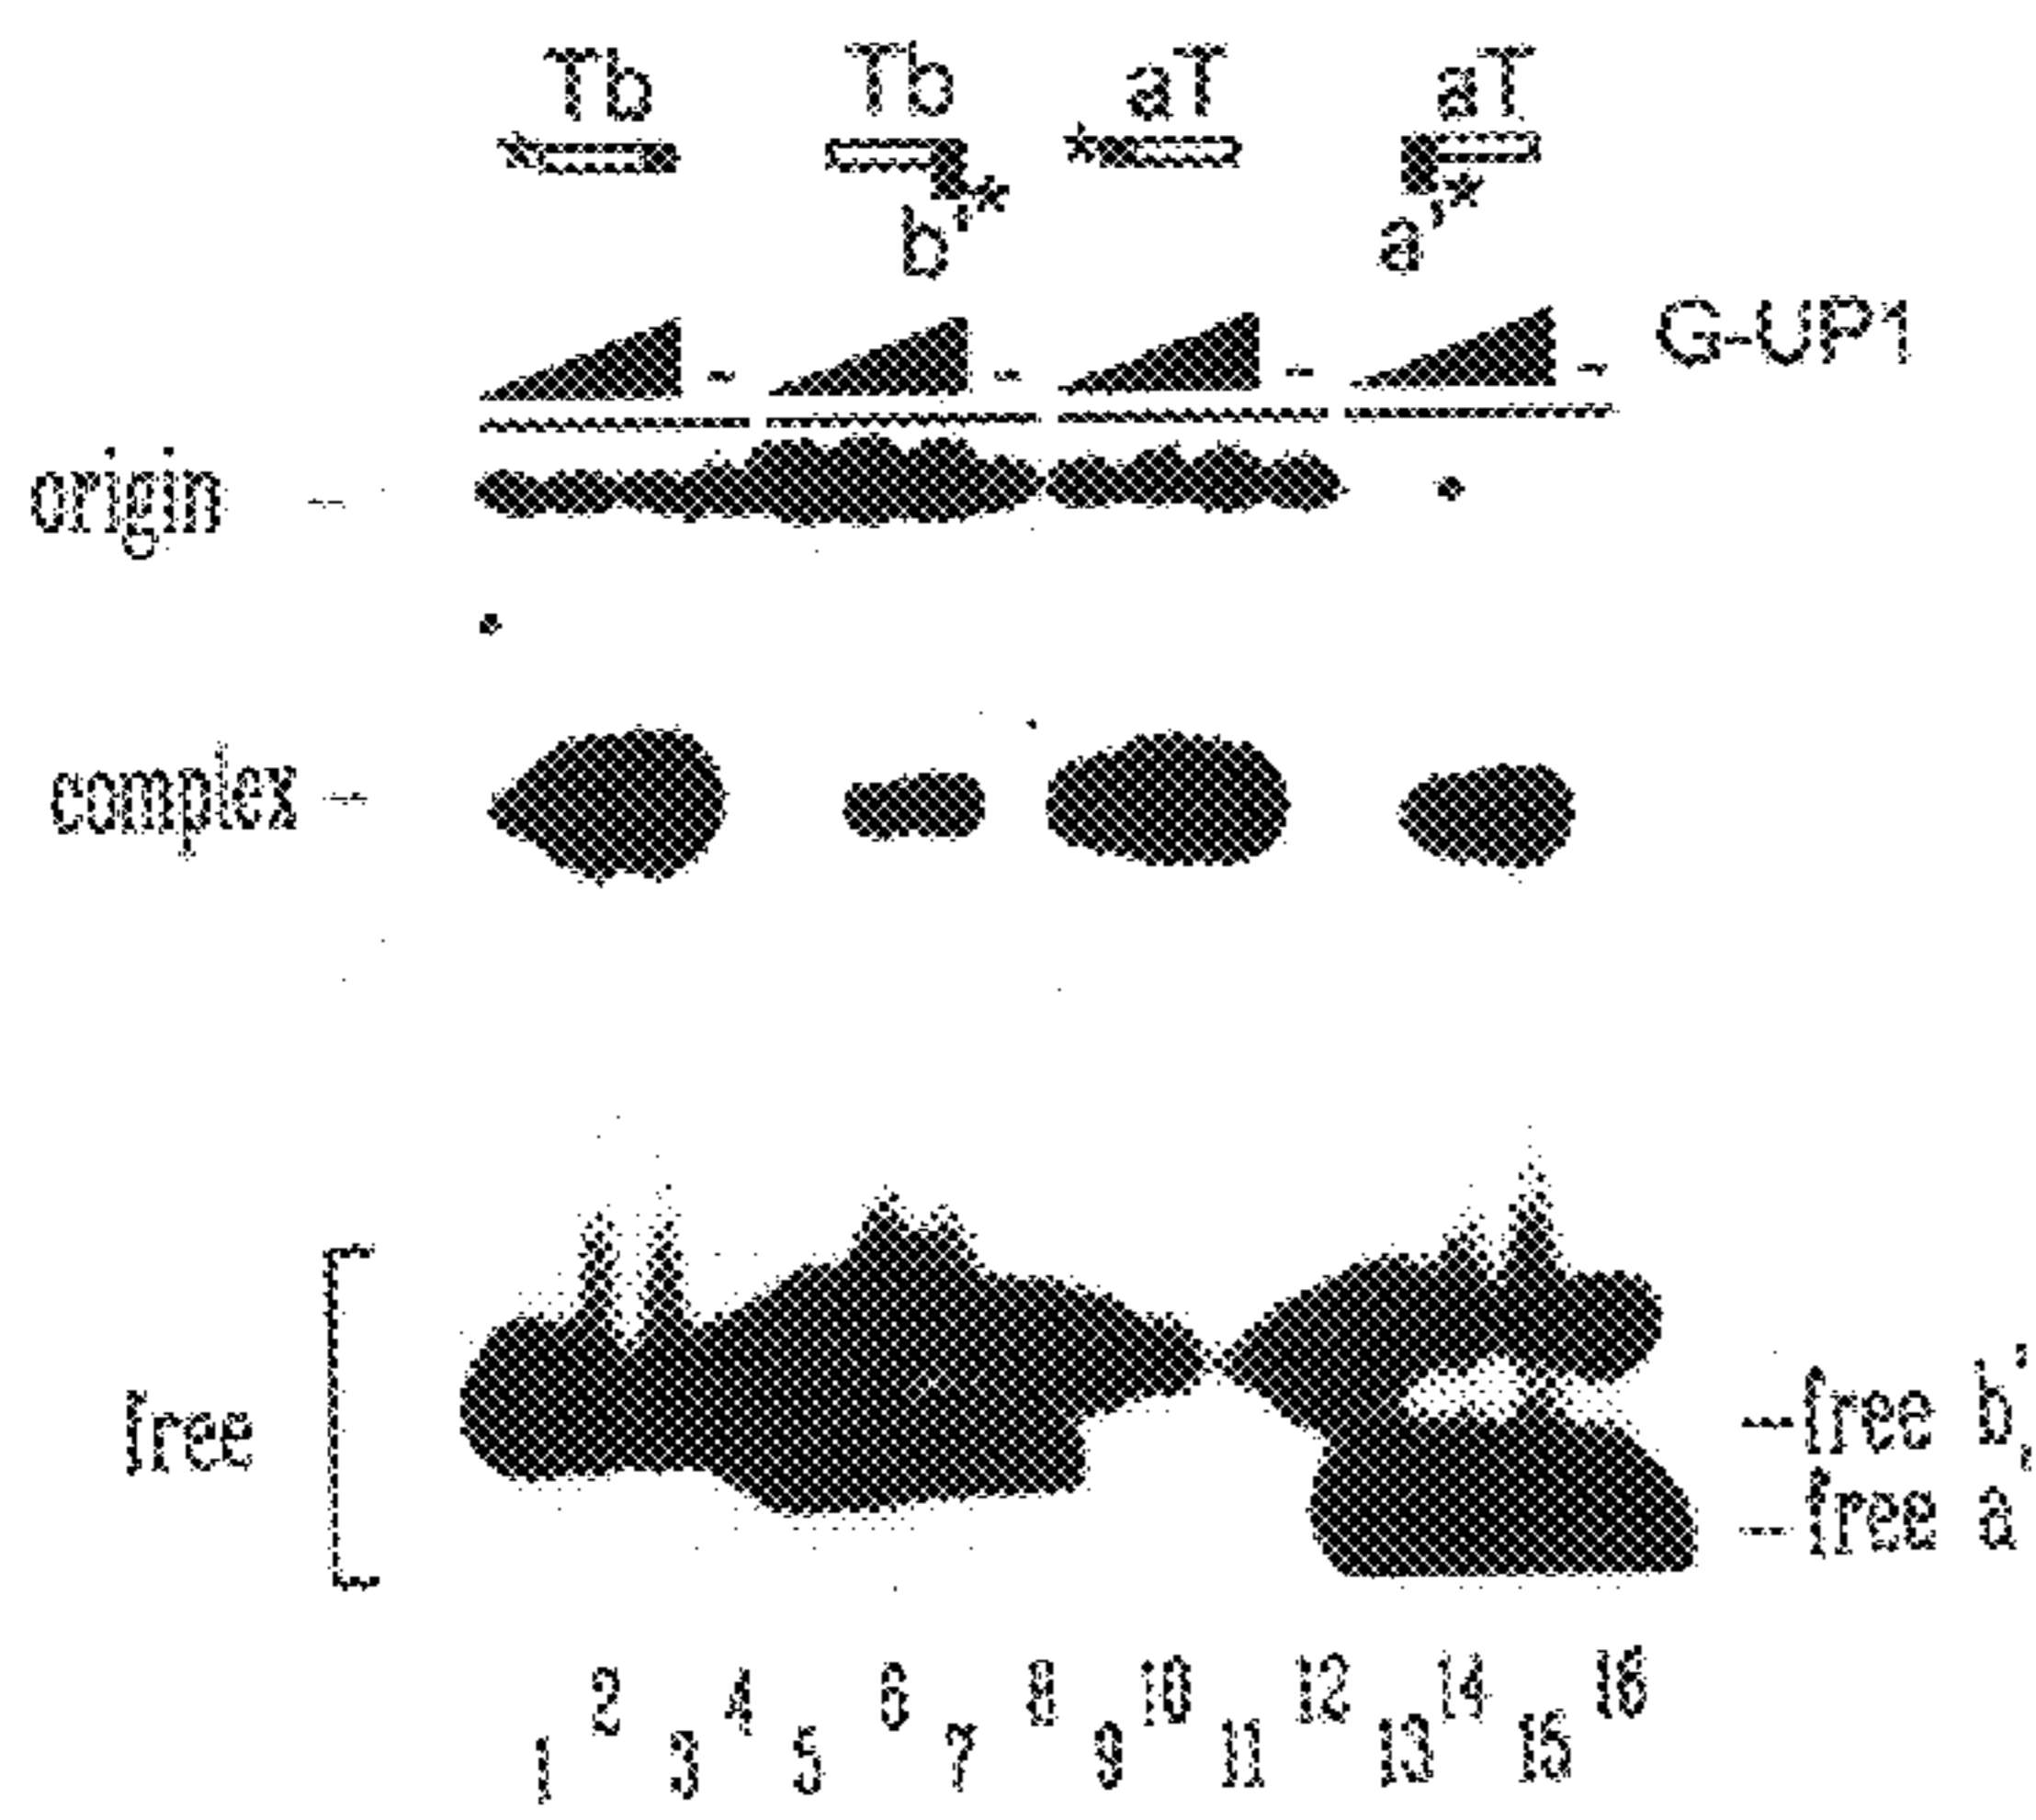 Tb Tb aT aT
* * * *
b' a'
- - - - G-UP1
origin -
complex -
free
- free b'
- free a'
2 4 6 8 10 12 14 16
1 3 5 7 9 11 13 15